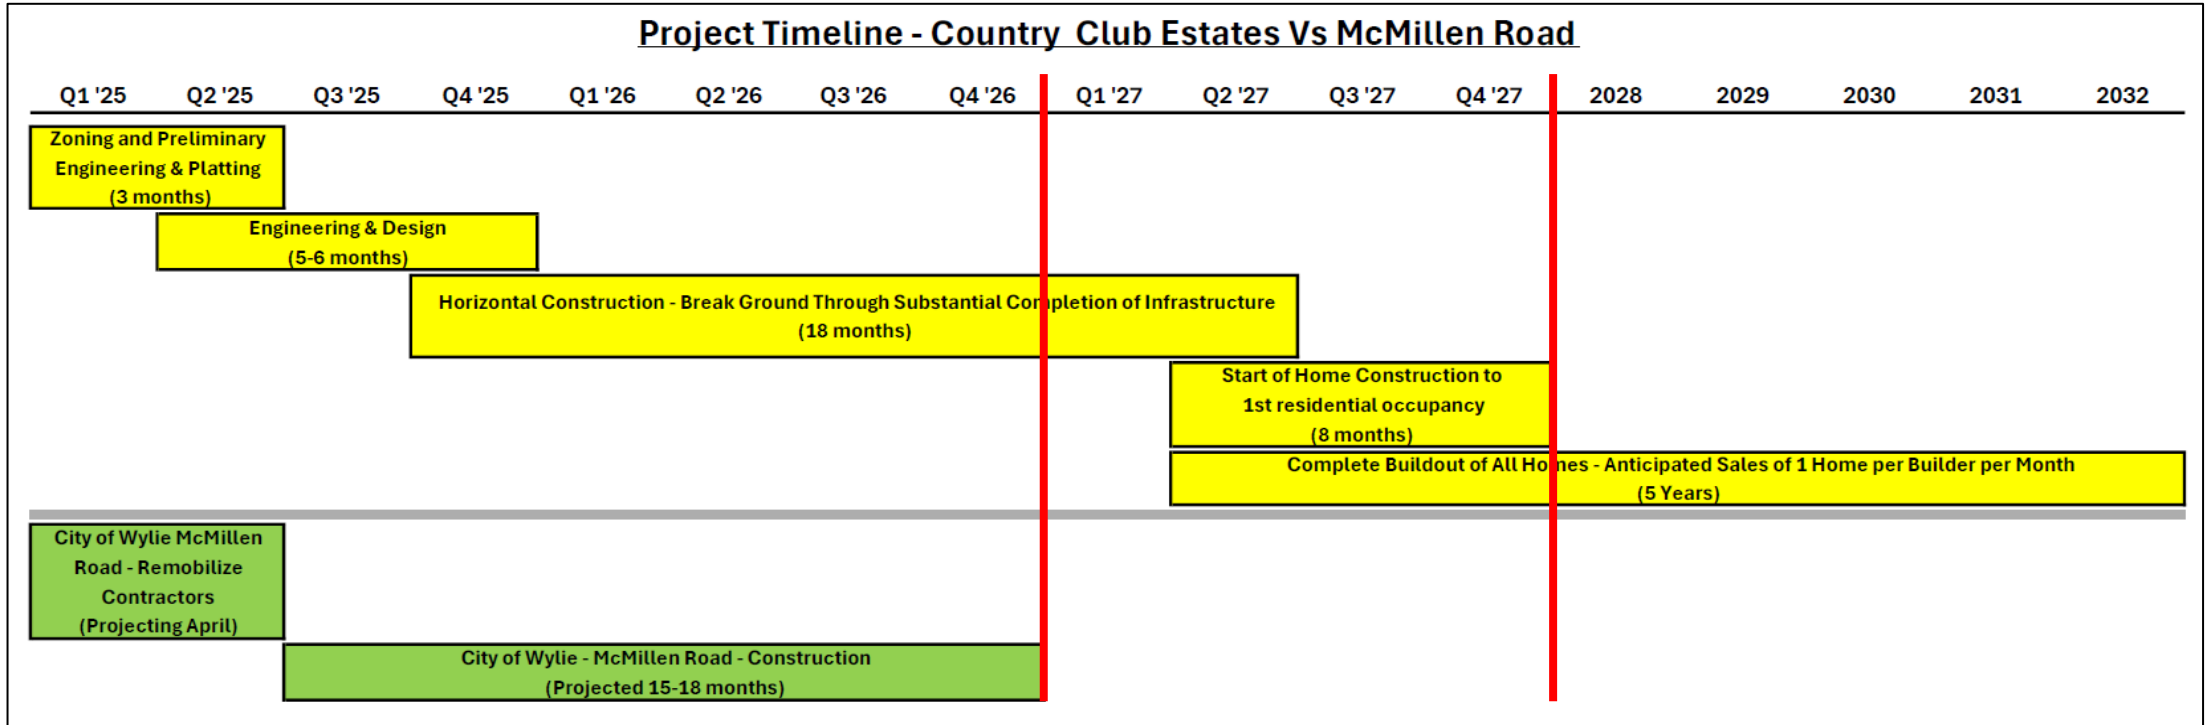 Project Timeline - Country Club Estates Vs McMillen Road
Q1 '25 Q2 '25 Q3 '25 Q4 '25 Q1 '26 Q2 '26 Q3 '26 Q4 '26 Q1 '27 Q2 '27 Q3 '27 Q4 '27 2028 2029 2030 2031 2032
Zoning and Preliminary
Engineering & Platting
(3 months)
Engineering & Design
(5-6 months)
Horizontal Construction - Break Ground Through Substantial Completion of Infrastructure
(18 months)
Start of Home Construction to
1st residential occupancy
(8 months)
Complete Buildout of All Homes - Anticipated Sales of 1 Home per Builder per Month
(5 Years)
City of Wylie McMillen
Road - Remobilize
Contractors
(Projecting April)
City of Wylie - McMillen Road - Construction
(Projected 15-18 months)